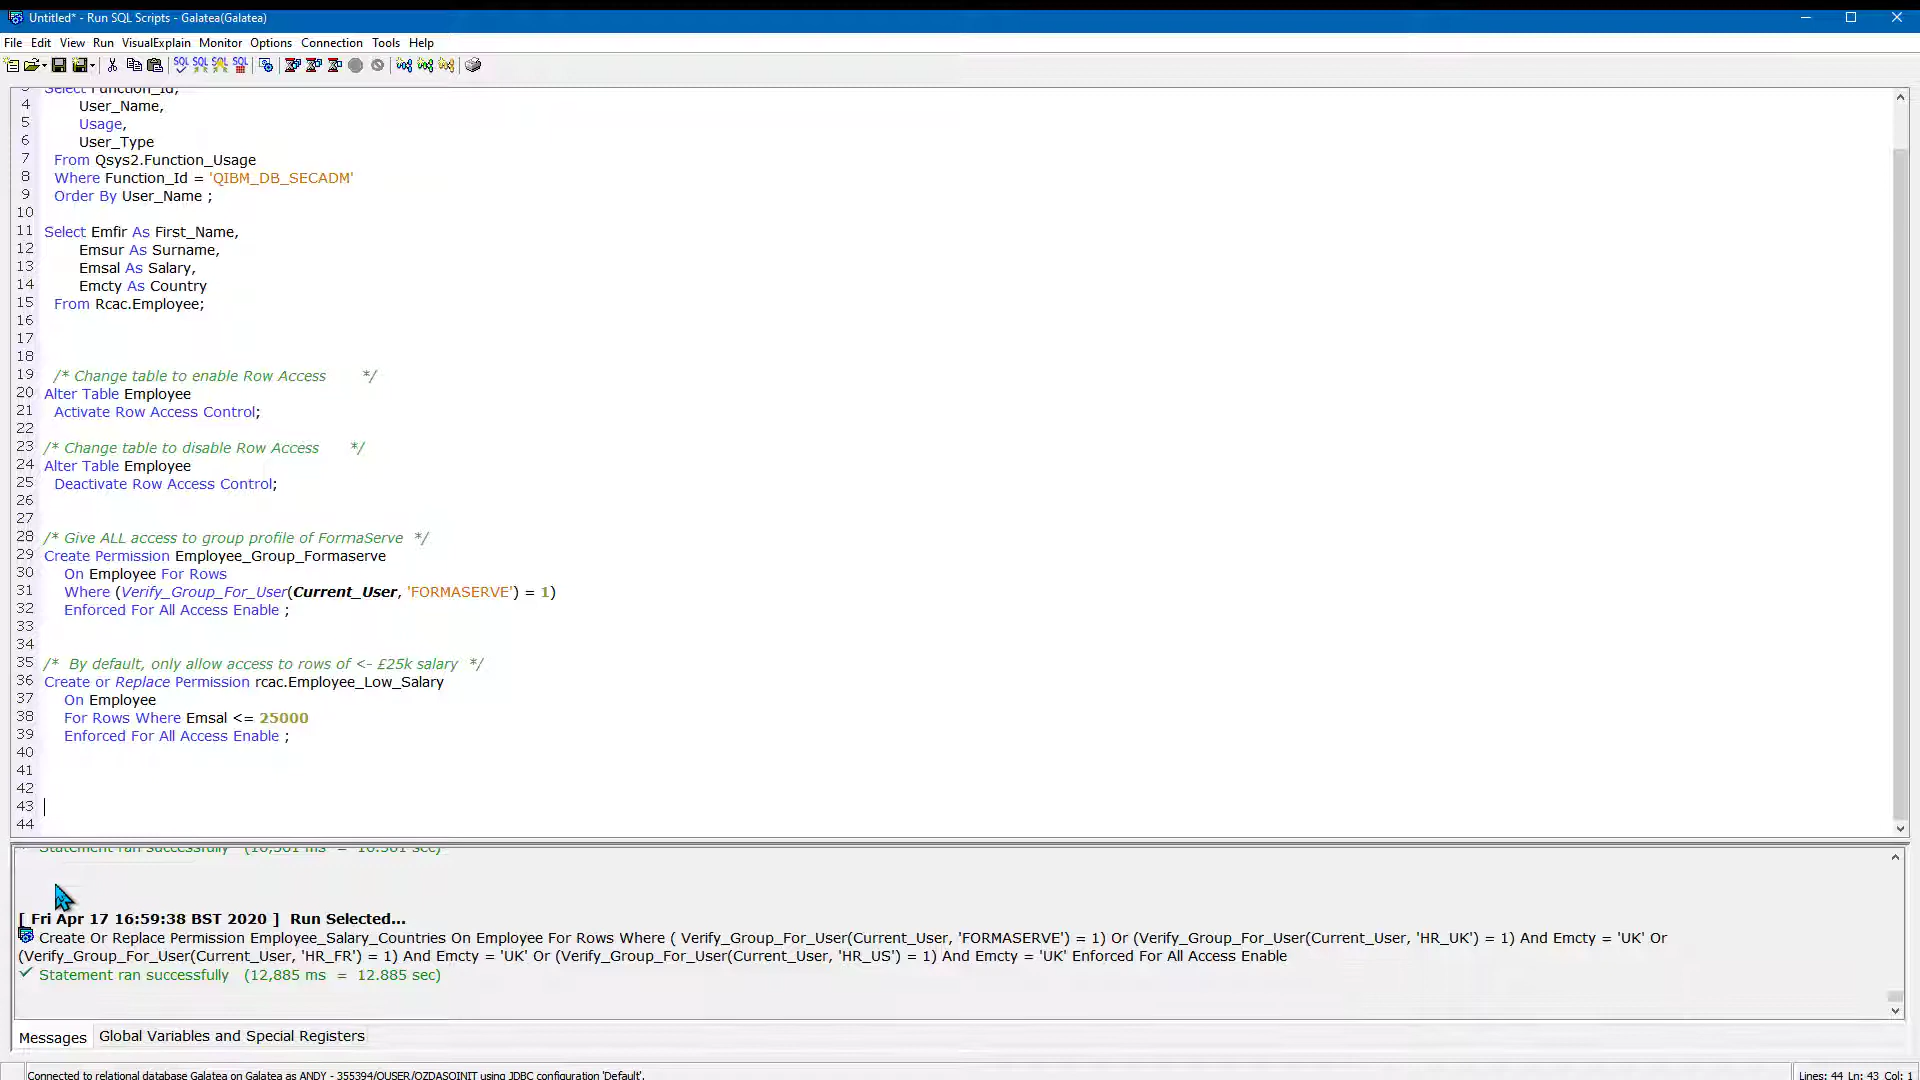 Untitled* - Run SQL Scripts - Galatea(Galatea)
File Edit View Run VisualExplain Monitor Options Connection Tools Help
3 Select Function_Id,
4 User_Name,
5 Usage,
6 User_Type
7 From Qsys2.Function_Usage
8 Where Function_Id = 'QIBM_DB_SECADM'
9 Order By User_Name ;
10
11 Select Emfir As First_Name,
12 Emsur As Surname,
13 Emsal As Salary,
14 Emcty As Country
15 From Rcac.Employee;
16
17
18
19 /* Change table to enable Row Access */
20 Alter Table Employee
21 Activate Row Access Control;
22
23 /* Change table to disable Row Access */
24 Alter Table Employee
25 Deactivate Row Access Control;
26
27
28 /* Give ALL access to group profile of FormaServe */
29 Create Permission Employee_Group_Formaserve
30 On Employee For Rows
31 Where (Verify_Group_For_User(Current_User, 'FORMASERVE') = 1)
32 Enforced For All Access Enable ;
33
34
35 /* By default, only allow access to rows of <- £25k salary */
36 Create or Replace Permission rcac.Employee_Low_Salary
37 On Employee
38 For Rows Where Emsal <= 25000
39 Enforced For All Access Enable ;
40
41
42
43
44
Statement ran successfully (10,501 ms = 10.501 sec)
[ Fri Apr 17 16:59:38 BST 2020 ] Run Selected...
Create Or Replace Permission Employee_Salary_Countries On Employee For Rows Where ( Verify_Group_For_User(Current_User, 'FORMASERVE') = 1) Or (Verify_Group_For_User(Current_User, 'HR_UK') = 1) And Emcty = 'UK' Or
(Verify_Group_For_User(Current_User, 'HR_FR') = 1) And Emcty = 'UK' Or (Verify_Group_For_User(Current_User, 'HR_US') = 1) And Emcty = 'UK' Enforced For All Access Enable
Statement ran successfully (12,885 ms = 12.885 sec)
Messages Global Variables and Special Registers
Connected to relational database Galatea on Galatea as ANDY - 355394/QUSER/QZDASOINIT using JDBC configuration 'Default'.
Lines: 44 Ln: 43 Col: 1